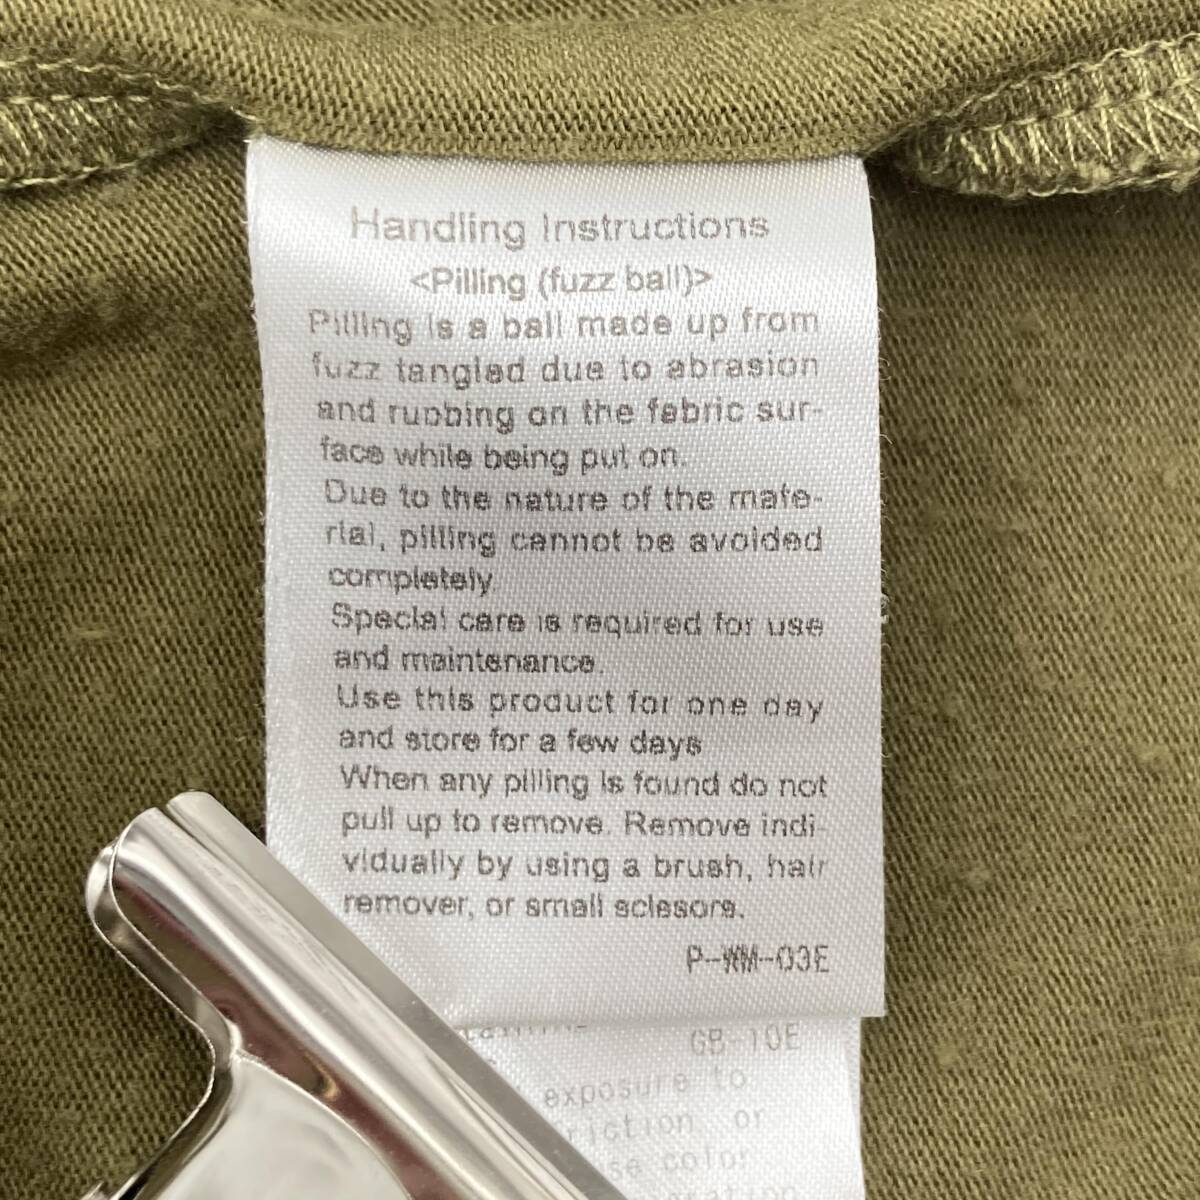 Handling Instructions
<Pilling (fuzz ball)>
Pilling is a ball made up from
fuzz tangled due to abrasion
and rubbing on the fabric sur-
face while being put on.
Due to the nature of the mate-
rial, pilling cannot be avoided
completely.
Special care is required for use
and maintenance.
Use this product for one day
and store for a few days
When any pilling is found do not
pull up to remove. Remove indi-
vidually by using a brush, hair
remover, or small scissors.
P-WM-03E
GB-10E
exposure to
or
color